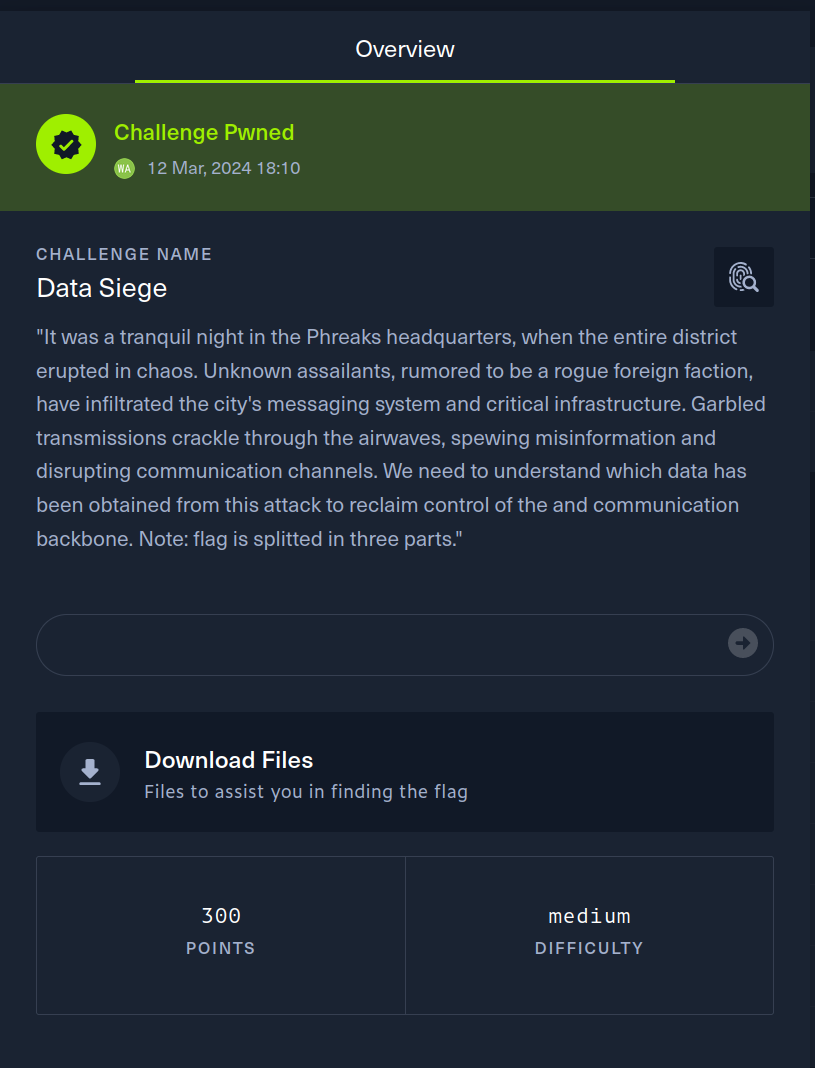 Overview
Challenge Pwned
WA 12 Mar, 2024 18:10
CHALLENGE NAME
Data Siege
"It was a tranquil night in the Phreaks headquarters, when the entire district
erupted in chaos. Unknown assailants, rumored to be a rogue foreign faction,
have infiltrated the city's messaging system and critical infrastructure. Garbled
transmissions crackle through the airwaves, spewing misinformation and
disrupting communication channels. We need to understand which data has
been obtained from this attack to reclaim control of the and communication
backbone. Note: flag is splitted in three parts."
Download Files
Files to assist you in finding the flag
300 medium
POINTS DIFFICULTY